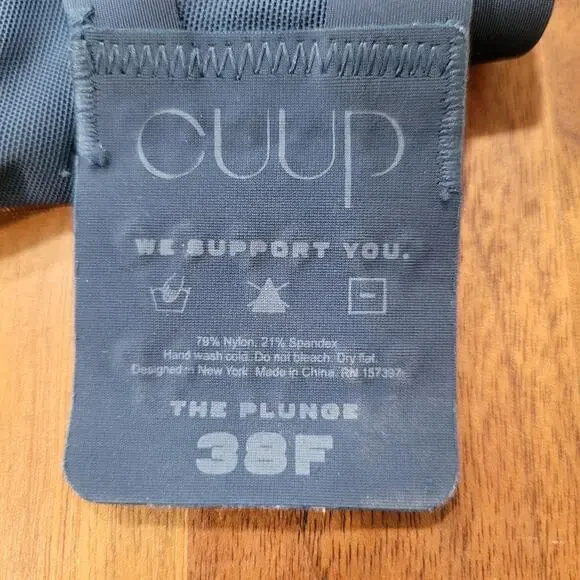 CUUP
WE SUPPORT YOU.
79% Nylon, 21% Spandex
Hand wash cold. Do not bleach. Dry flat.
Designed in New York. Made in China. RN 157397
THE PLUNGE
38F